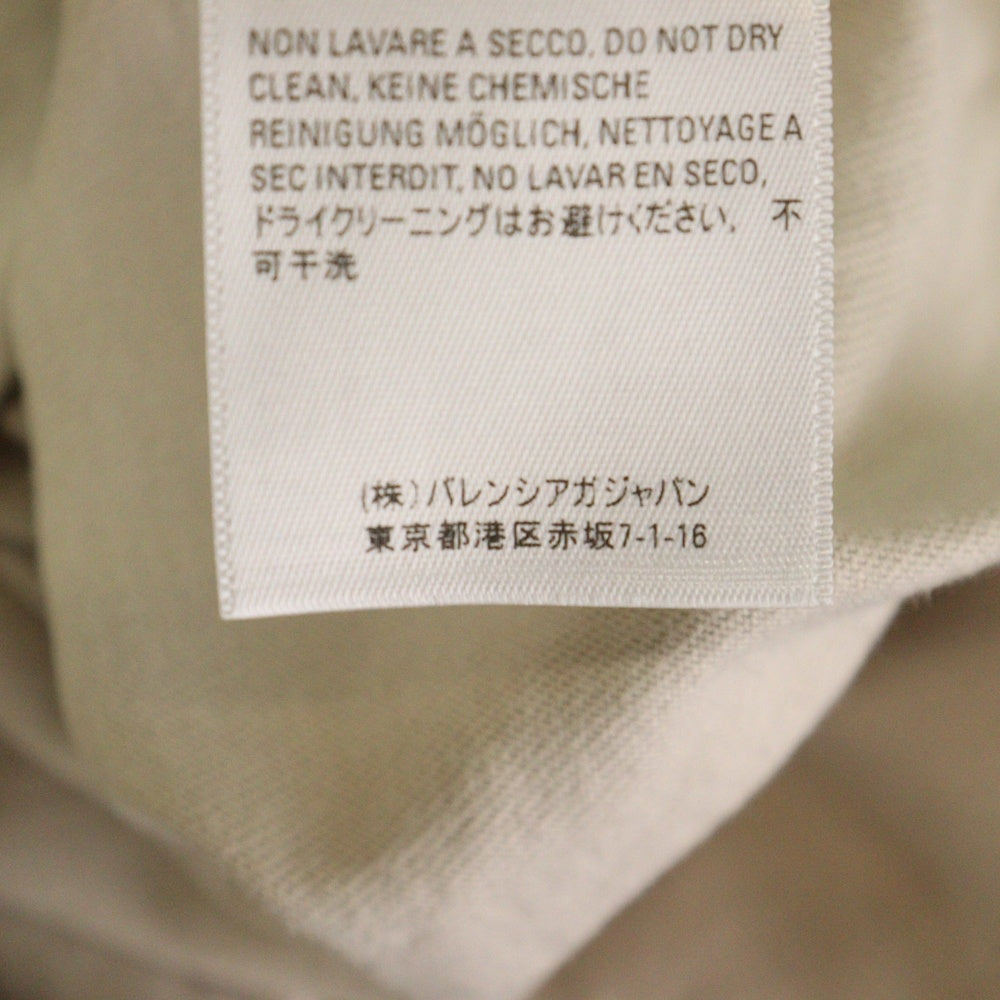 NON LAVARE A SECCO, DO NOT DRY
CLEAN, KEINE CHEMISCHE
REINIGUNG MÖGLICH, NETTOYAGE A
SEC INTERDIT, NO LAVAR EN SECO,
ドライクリーニングはお避けください. 不
可干洗
(株)バレンシアガジャパン
東京都港区赤坂7-1-16